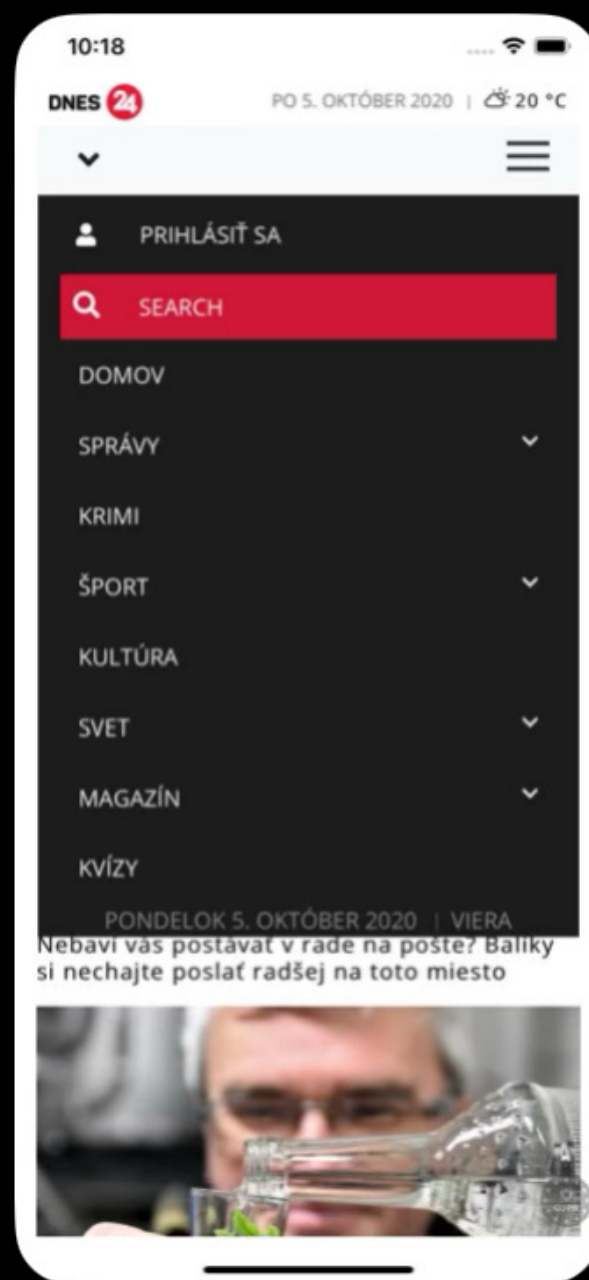 10:18
DNES 24
PO 5. OKTÓBER 2020 | 20 °C
PRIHLÁSIŤ SA
SEARCH
DOMOV
SPRÁVY
KRIMI
ŠPORT
KULTÚRA
SVET
MAGAZÍN
KVÍZY
PONDELOK 5. OKTÓBER 2020 | VIERA
Nebaví vás postávať v rade na pošte? Balíky
si nechajte poslať radšej na toto miesto